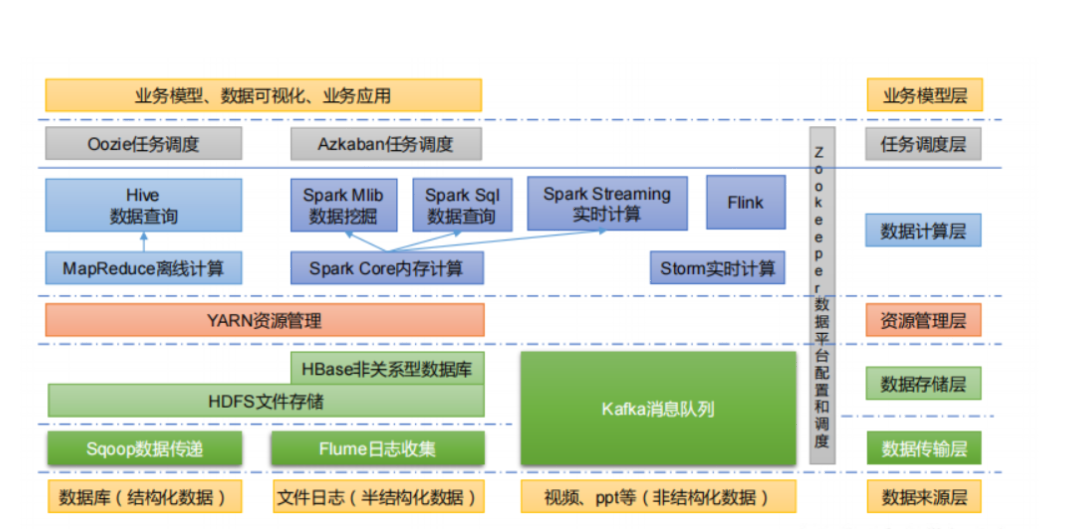 业务模型、数据可视化、业务应用
业务模型层
Oozie任务调度
Azkaban任务调度
任务调度层
Hive
数据查询
Spark Mlib
数据挖掘
Spark Sql
数据查询
Spark Streaming
实时计算
Flink
数据计算层
MapReduce离线计算
Spark Core内存计算
Storm实时计算
Zookeeper数据平台配置和调度
YARN资源管理
资源管理层
HBase非关系型数据库
HDFS文件存储
Kafka消息队列
数据存储层
Sqoop数据传递
Flume日志收集
数据传输层
数据库（结构化数据）
文件日志（半结构化数据）
视频、ppt等（非结构化数据）
数据来源层